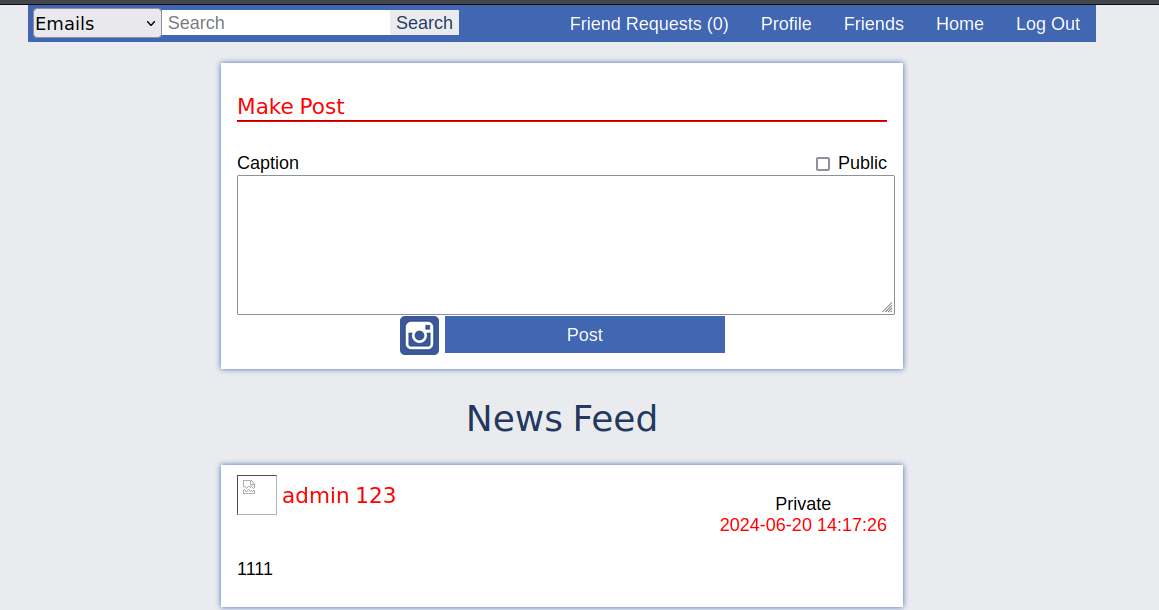 Emails Search Search Friend Requests (0) Profile Friends Home Log Out
Make Post
Caption Public
Post
News Feed
admin 123
Private
2024-06-20 14:17:26
1111